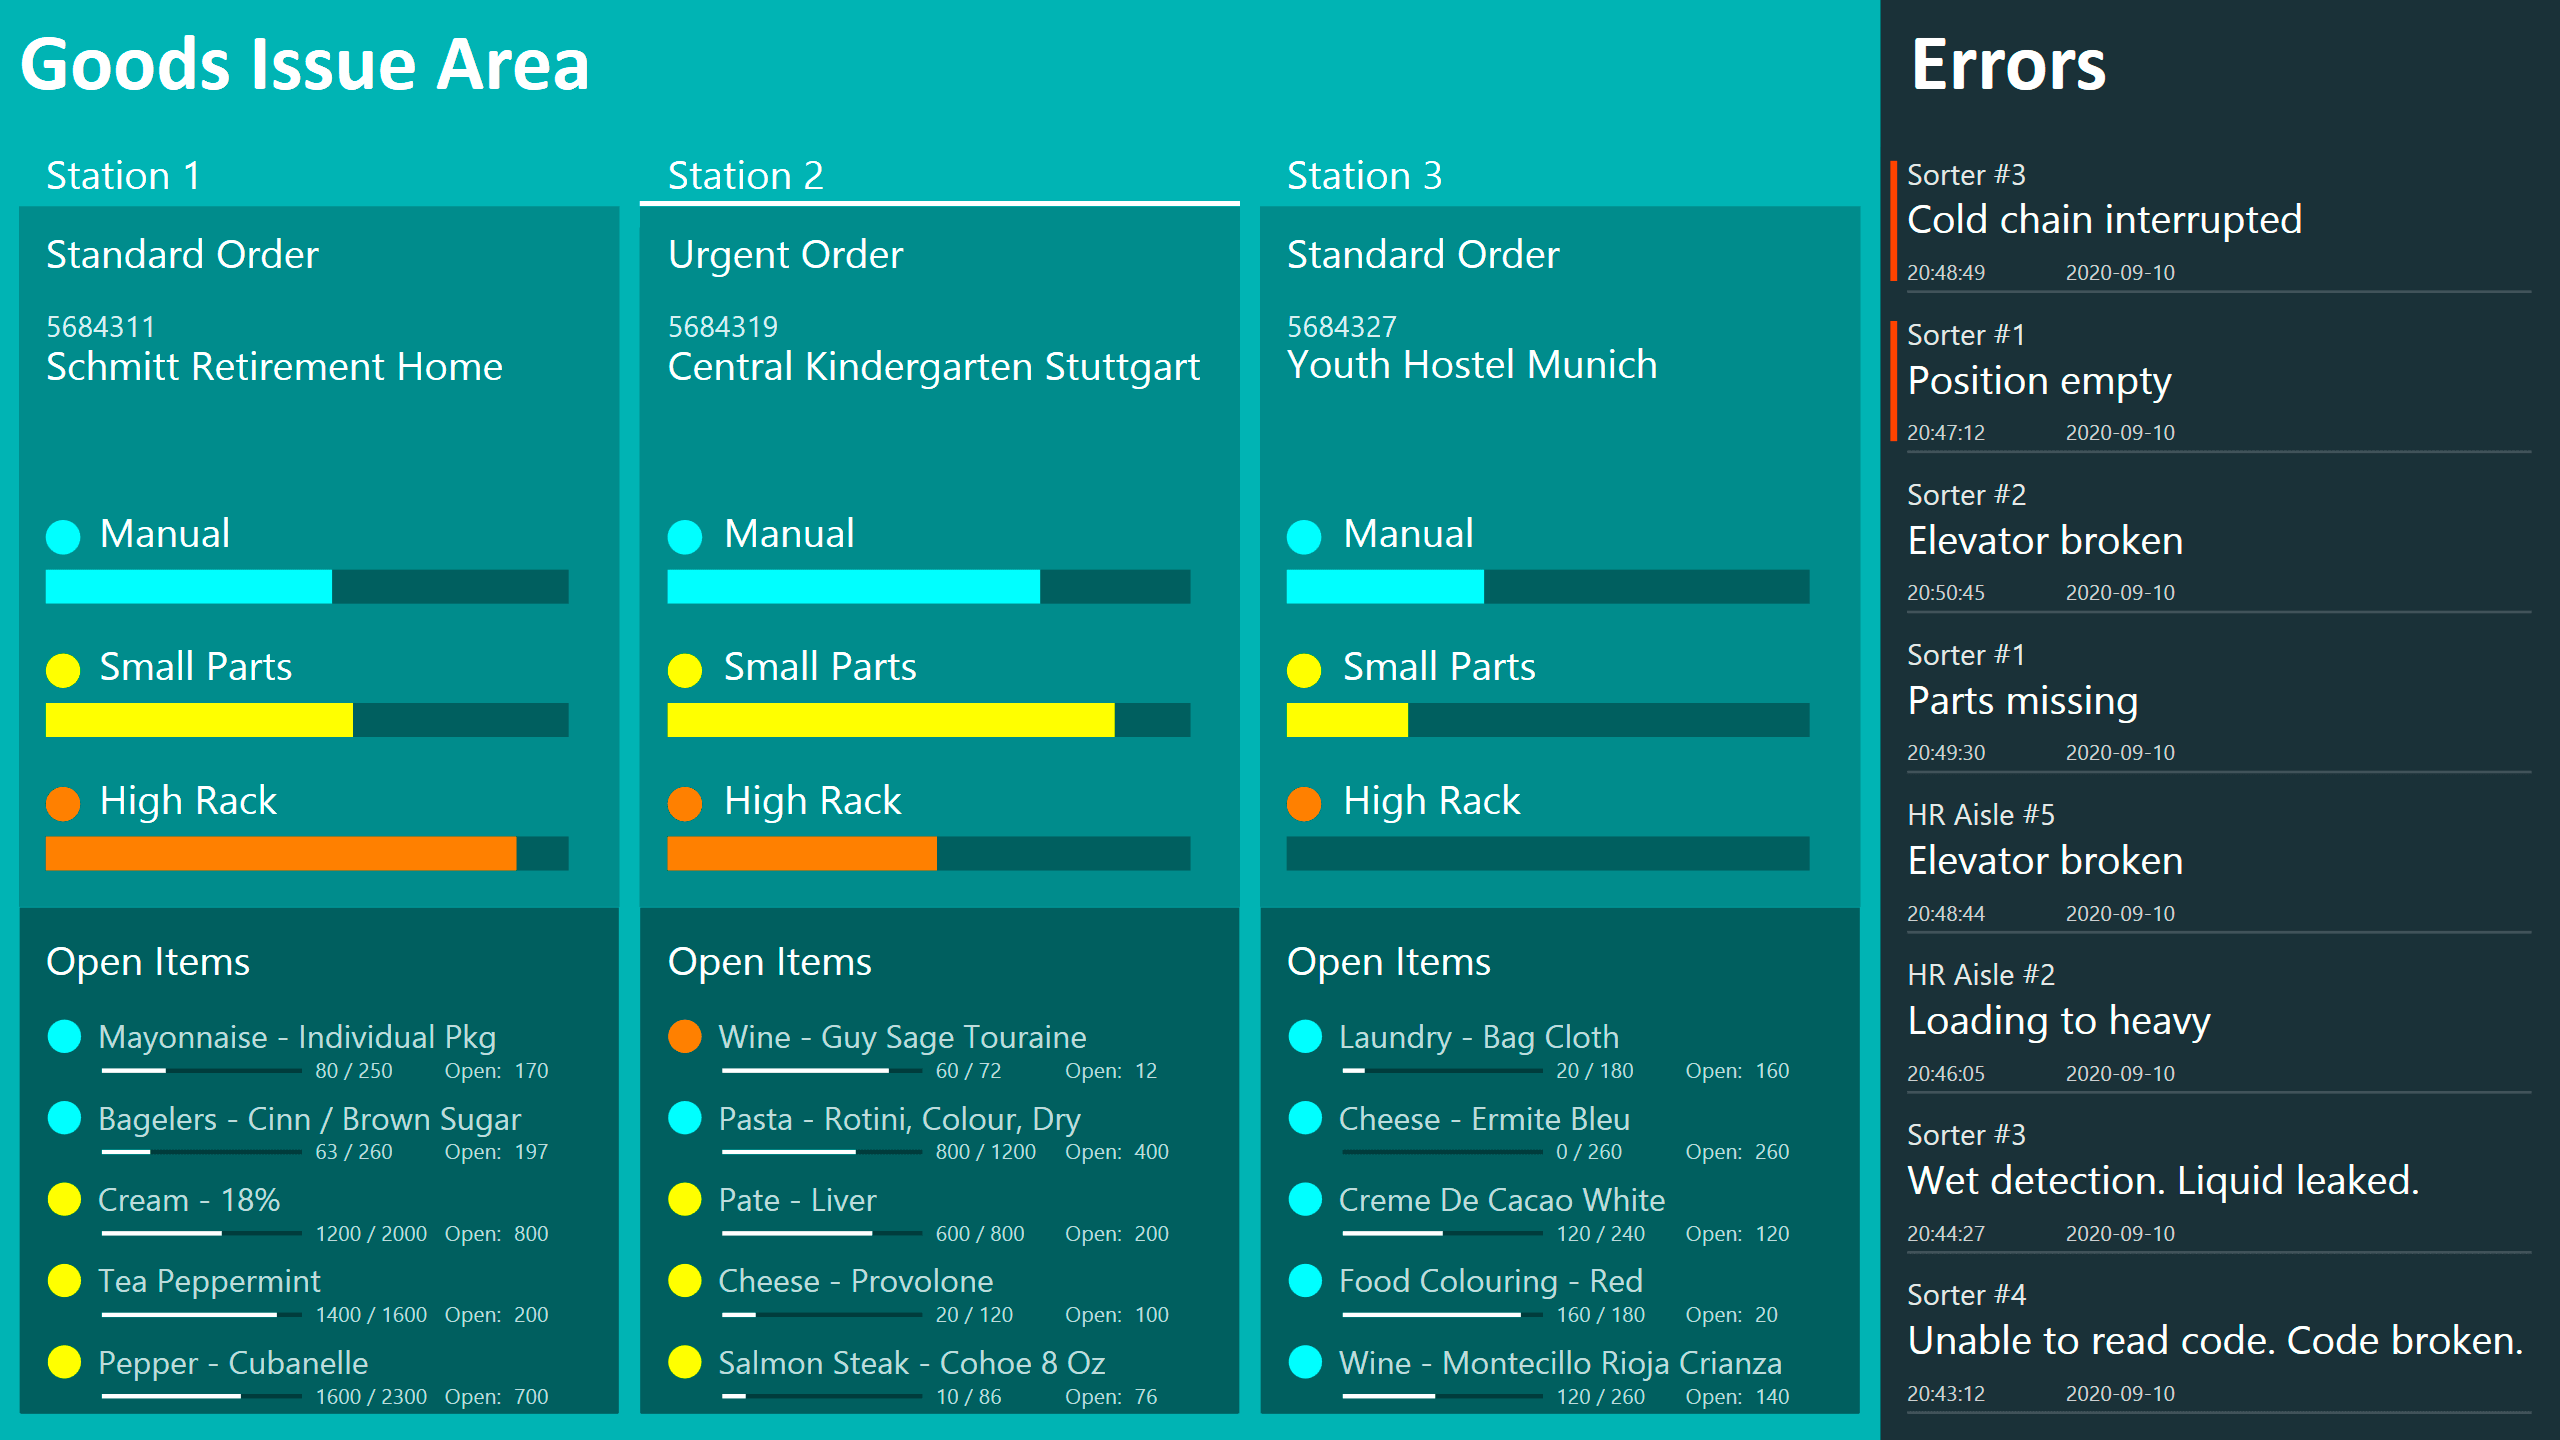 Goods Issue Area
Station 1
Standard Order
5684311
Schmitt Retirement Home
Manual
Small Parts
High Rack
Open Items
Mayonnaise - Individual Pkg
80 / 250 Open: 170
Bagelers - Cinn / Brown Sugar
63 / 260 Open: 197
Cream - 18%
1200 / 2000 Open: 800
Tea Peppermint
1400 / 1600 Open: 200
Pepper - Cubanelle
1600 / 2300 Open: 700
Station 2
Urgent Order
5684319
Central Kindergarten Stuttgart
Manual
Small Parts
High Rack
Open Items
Wine - Guy Sage Touraine
60 / 72 Open: 12
Pasta - Rotini, Colour, Dry
800 / 1200 Open: 400
Pate - Liver
600 / 800 Open: 200
Cheese - Provolone
20 / 120 Open: 100
Salmon Steak - Cohoe 8 Oz
10 / 86 Open: 76
Station 3
Standard Order
5684327
Youth Hostel Munich
Manual
Small Parts
High Rack
Open Items
Laundry - Bag Cloth
20 / 180 Open: 160
Cheese - Ermite Bleu
0 / 260 Open: 260
Creme De Cacao White
120 / 240 Open: 120
Food Colouring - Red
160 / 180 Open: 20
Wine - Montecillo Rioja Crianza
120 / 260 Open: 140
Errors
Sorter #3
Cold chain interrupted
20:48:49 2020-09-10
Sorter #1
Position empty
20:47:12 2020-09-10
Sorter #2
Elevator broken
20:50:45 2020-09-10
Sorter #1
Parts missing
20:49:30 2020-09-10
HR Aisle #5
Elevator broken
20:48:44 2020-09-10
HR Aisle #2
Loading to heavy
20:46:05 2020-09-10
Sorter #3
Wet detection. Liquid leaked.
20:44:27 2020-09-10
Sorter #4
Unable to read code. Code broken.
20:43:12 2020-09-10